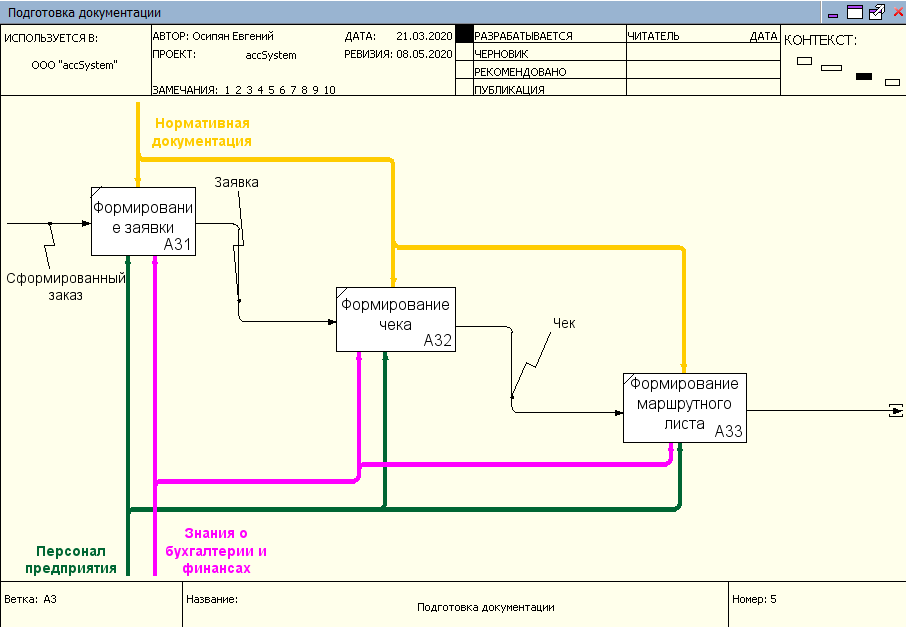 Подготовка документации
ИСПОЛЬЗУЕТСЯ В:
ООО "accSystem"
АВТОР: Осипян Евгений
ДАТА: 21.03.2020
ПРОЕКТ: accSystem
РЕВИЗИЯ: 08.05.2020
ЗАМЕЧАНИЯ: 1 2 3 4 5 6 7 8 9 10
РАЗРАБАТЫВАЕТСЯ
ЧЕРНОВИК
РЕКОМЕНДОВАНО
ПУБЛИКАЦИЯ
ЧИТАТЕЛЬ
ДАТА
КОНТЕКСТ:
Нормативная
документация
Заявка
Формировани
е заявки
A31
Сформированный
заказ
Формирование
чека
A32
Чек
Формирование
маршрутного
листа
A33
Персонал
предприятия
Знания о
бухгалтерии и
финансах
Ветка: A3
Название:
Подготовка документации
Номер: 5